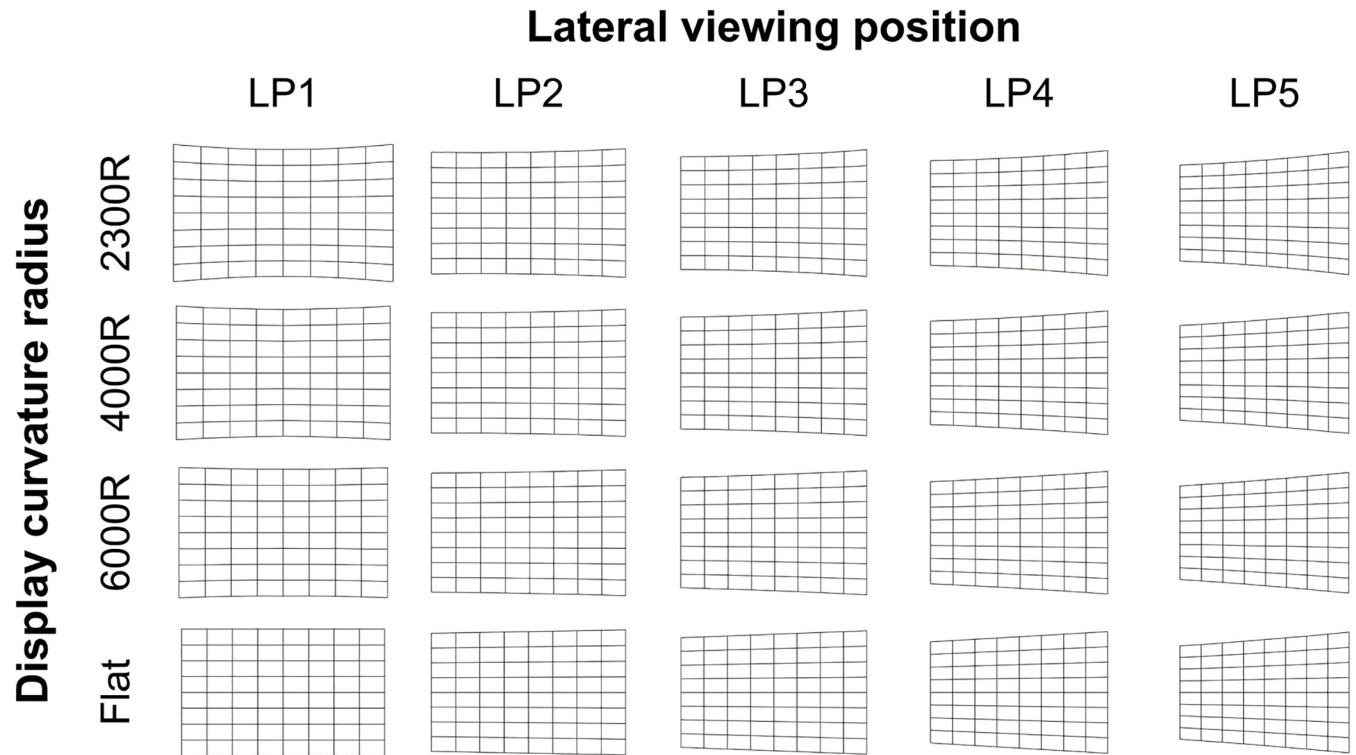 Lateral viewing position
LP1 LP2 LP3 LP4 LP5
Display curvature radius
2300R
4000R
6000R
Flat